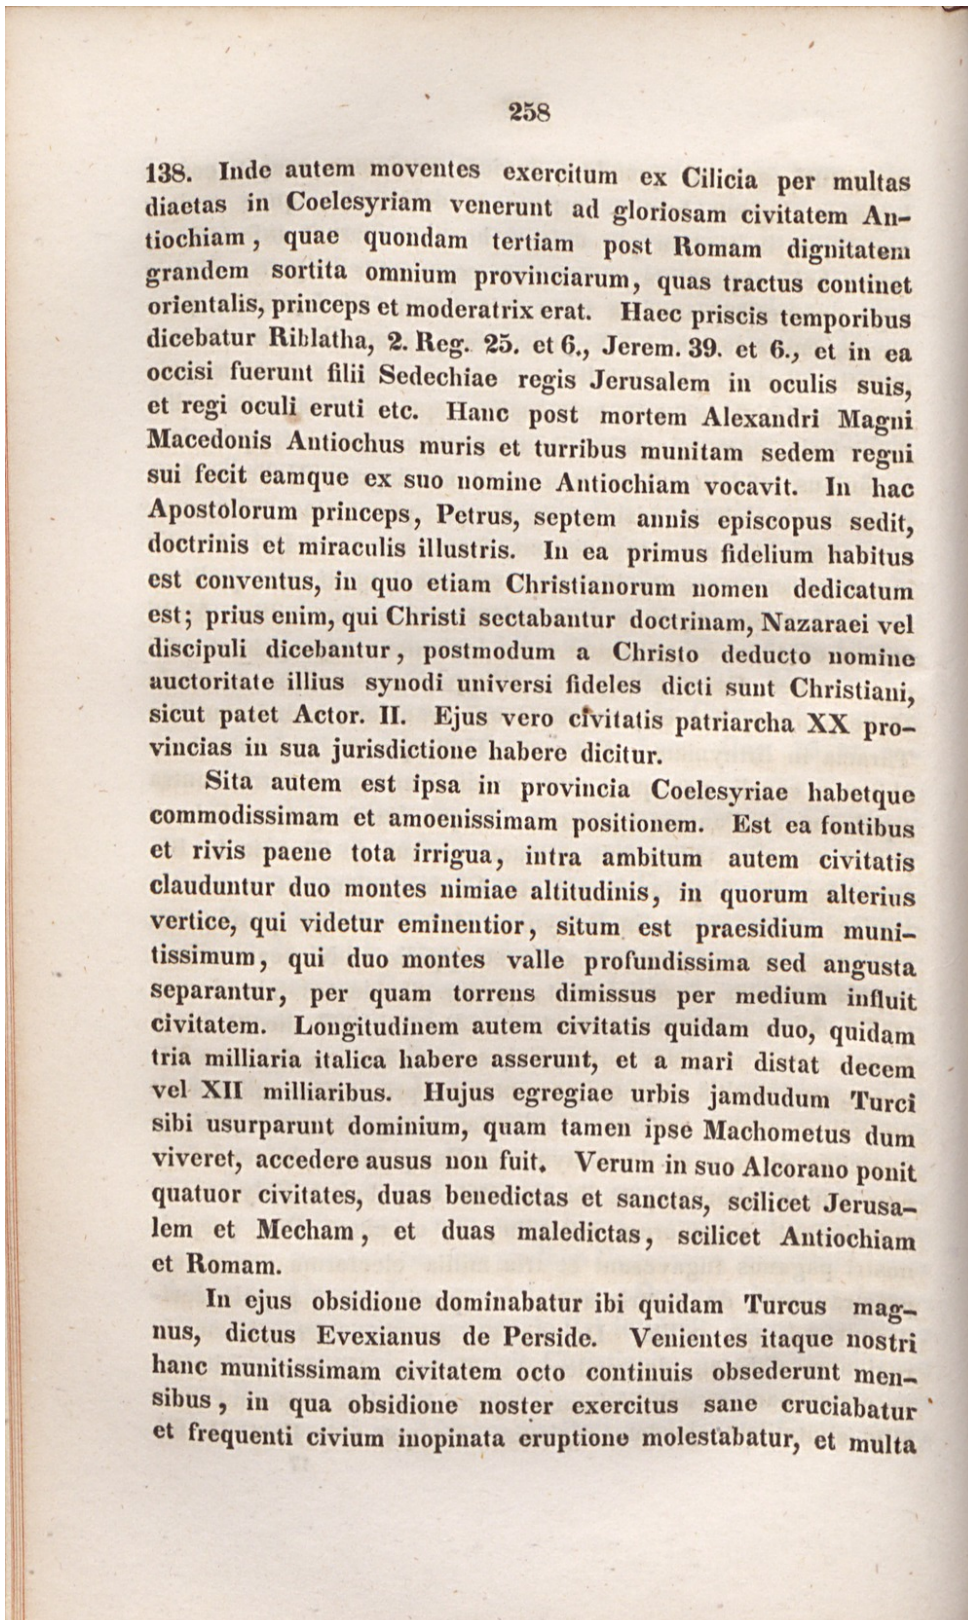 258
138. Inde autem moventes exercitum ex Cilicia per multas
diaetas in Coelesyriam venerunt ad gloriosam civitatem An-
tiochiam, quae quondam tertiam post Romam dignitatem
grandem sortita omnium provinciarum, quas tractus continet
orientalis, princeps et moderatrix erat. Haec priscis temporibus
dicebatur Riblatha, 2. Reg. 25. et 6., Jerem. 39. et 6., et in ea
occisi fuerunt filii Sedechiae regis Jerusalem in oculis suis,
et regi oculi eruti etc. Hanc post mortem Alexandri Magni
Macedonis Antiochus muris et turribus munitam sedem regni
sui fecit eamque ex suo nomine Antiochiam vocavit. In hac
Apostolorum princeps, Petrus, septem annis episcopus sedit,
doctrinis et miraculis illustris. In ea primus fidelium habitus
est conventus, in quo etiam Christianorum nomen dedicatum
est; prius enim, qui Christi sectabantur doctrinam, Nazaraei vel
discipuli dicebantur, postmodum a Christo deducto nomine
auctoritate illius synodi universi fideles dicti sunt Christiani,
sicut patet Actor. II. Ejus vero civitatis patriarcha XX pro-
vincias in sua jurisdictione habere dicitur.
Sita autem est ipsa in provincia Coelesyriae habetque
commodissimam et amoenissimam positionem. Est ea fontibus
et rivis paene tota irrigua, intra ambitum autem civitatis
clauduntur duo montes nimiae altitudinis, in quorum alterius
vertice, qui videtur eminentior, situm est praesidium muni-
tissimum, qui duo montes valle profundissima sed angusta
separantur, per quam torrens dimissus per medium influit
civitatem. Longitudinem autem civitatis quidam duo, quidam
tria milliaria italica habere asserunt, et a mari distat decem
vel XII milliaribus. Hujus egregiae urbis jamdudum Turci
sibi usurparunt dominium, quam tamen ipse Machometus dum
viveret, accedere ausus non fuit. Verum in suo Alcorano ponit
quatuor civitates, duas benedictas et sanctas, scilicet Jerusa-
lem et Mecham, et duas maledictas, scilicet Antiochiam
et Romam.
In ejus obsidione dominabatur ibi quidam Turcus mag-
nus, dictus Evexianus de Perside. Venientes itaque nostri
hanc munitissimam civitatem octo continuis obsederunt men-
sibus, in qua obsidione noster exercitus sane cruciabatur
et frequenti civium inopinata eruptione molestabatur, et multa